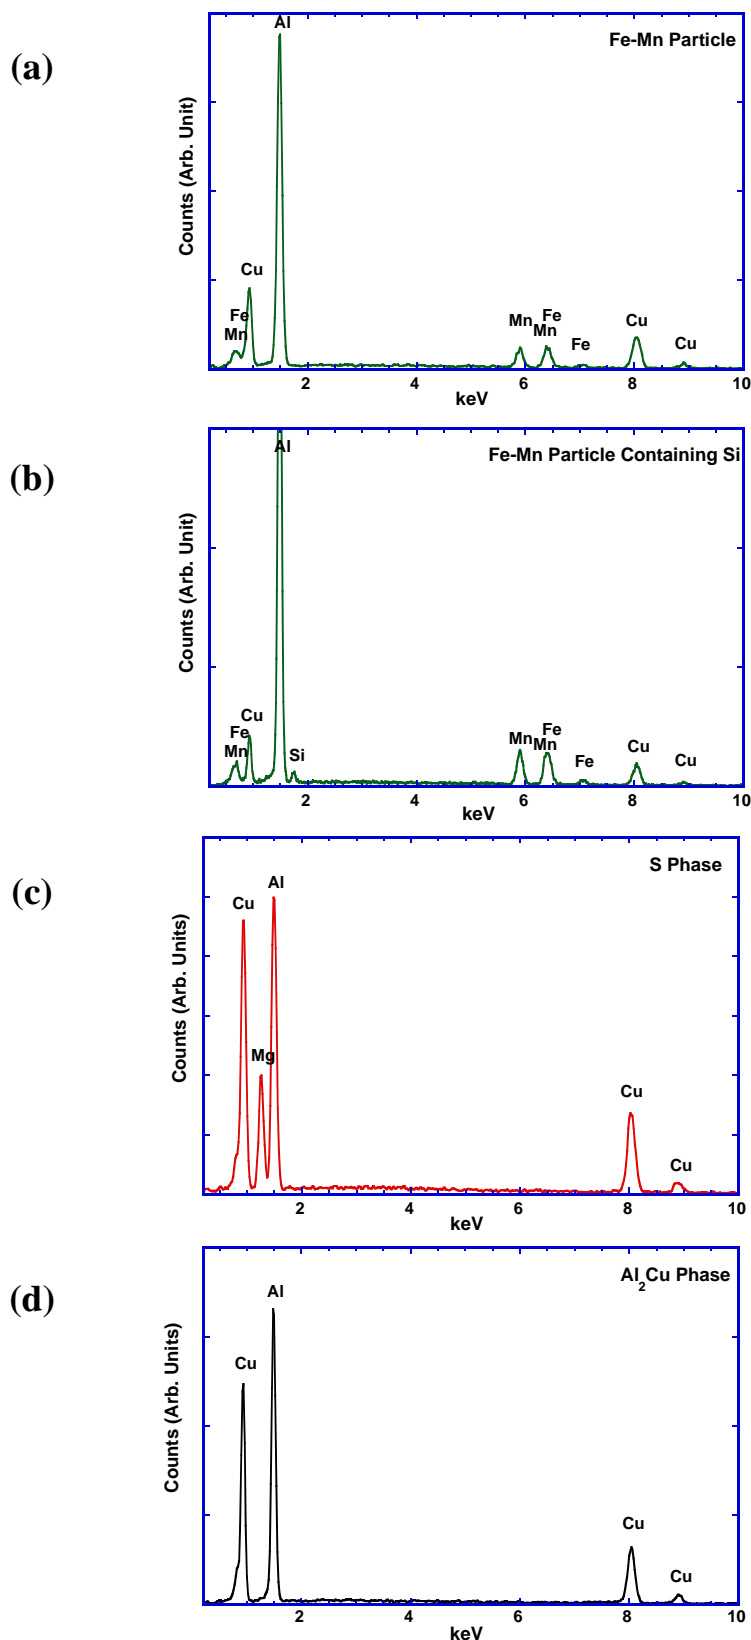 (a)
Fe-Mn Particle
Counts (Arb. Unit)
Al
Cu
Fe
Mn
Mn
Fe
Mn
Fe
Cu
Cu
2 4 6 8 10
keV
(b)
Fe-Mn Particle Containing Si
Counts (Arb. Unit)
Al
Cu
Fe
Mn
Si
Mn
Fe
Mn
Fe
Cu
Cu
2 4 6 8 10
keV
(c)
S Phase
Counts (Arb. Units)
Cu
Al
Mg
Cu
Cu
2 4 6 8 10
keV
(d)
Al2Cu Phase
Counts (Arb. Units)
Al
Cu
Cu
Cu
2 4 6 8 10
keV